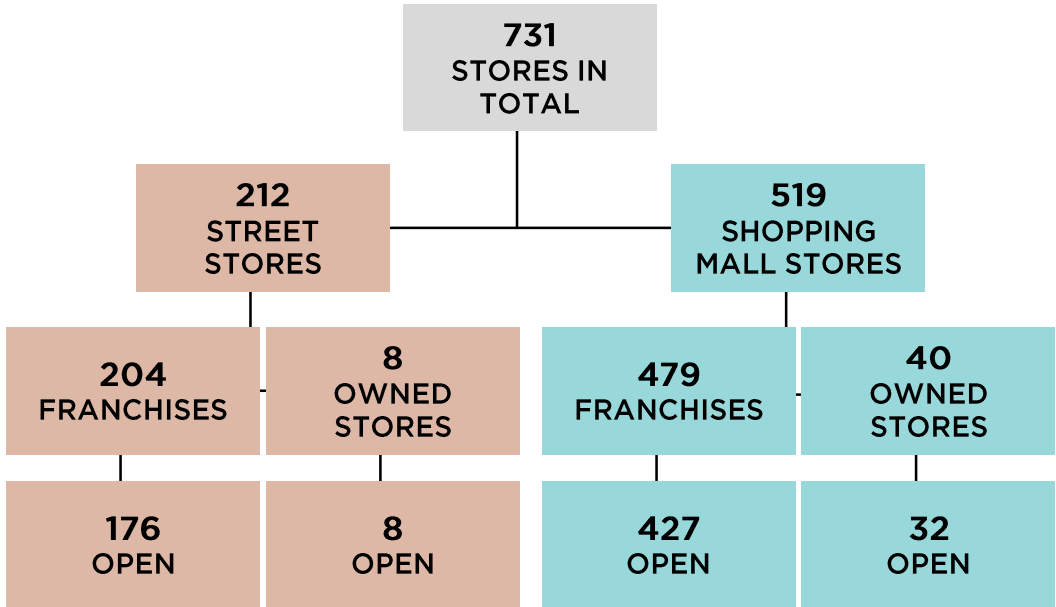 731
STORES IN
TOTAL
212
STREET
STORES
519
SHOPPING
MALL STORES
204
FRANCHISES
8
OWNED
STORES
479
FRANCHISES
40
OWNED
STORES
176
OPEN
8
OPEN
427
OPEN
32
OPEN